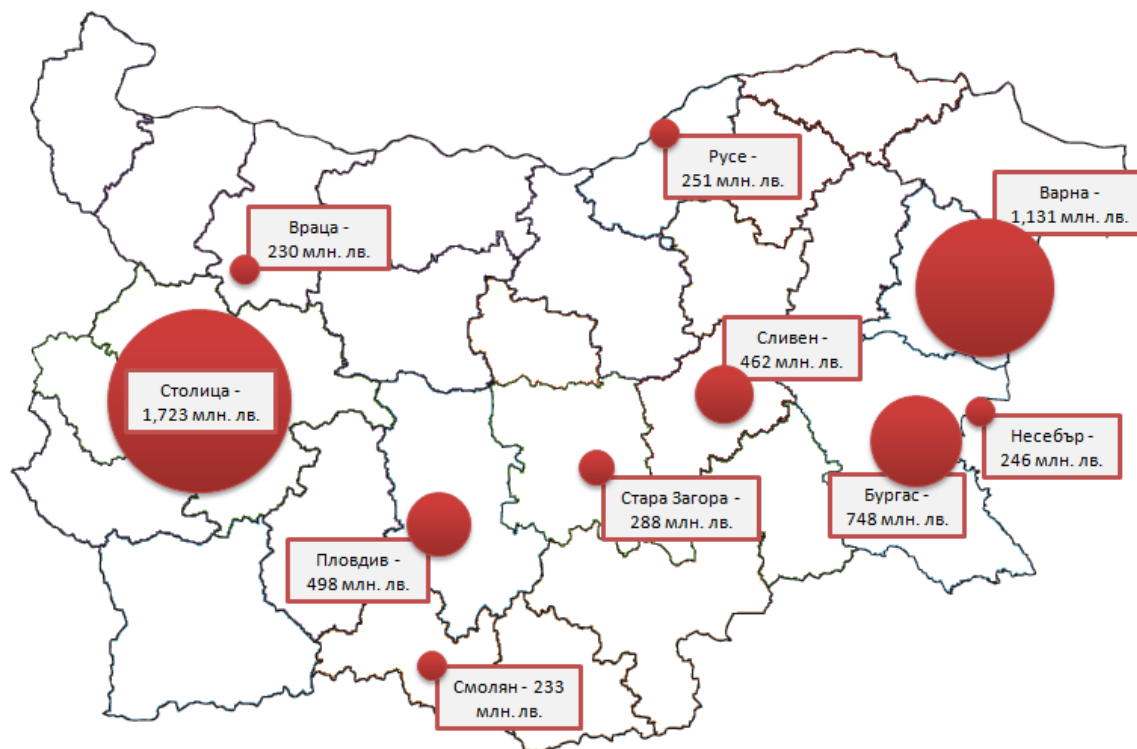 Русе -
251 млн. лв.
Варна -
1,131 млн. лв.
Враца -
230 млн. лв.
Сливен -
462 млн. лв.
Столица -
1,723 млн. лв.
Несебър -
246 млн. лв.
Стара Загора -
288 млн. лв.
Бургас -
748 млн. лв.
Пловдив -
498 млн. лв.
Смолян - 233
млн. лв.